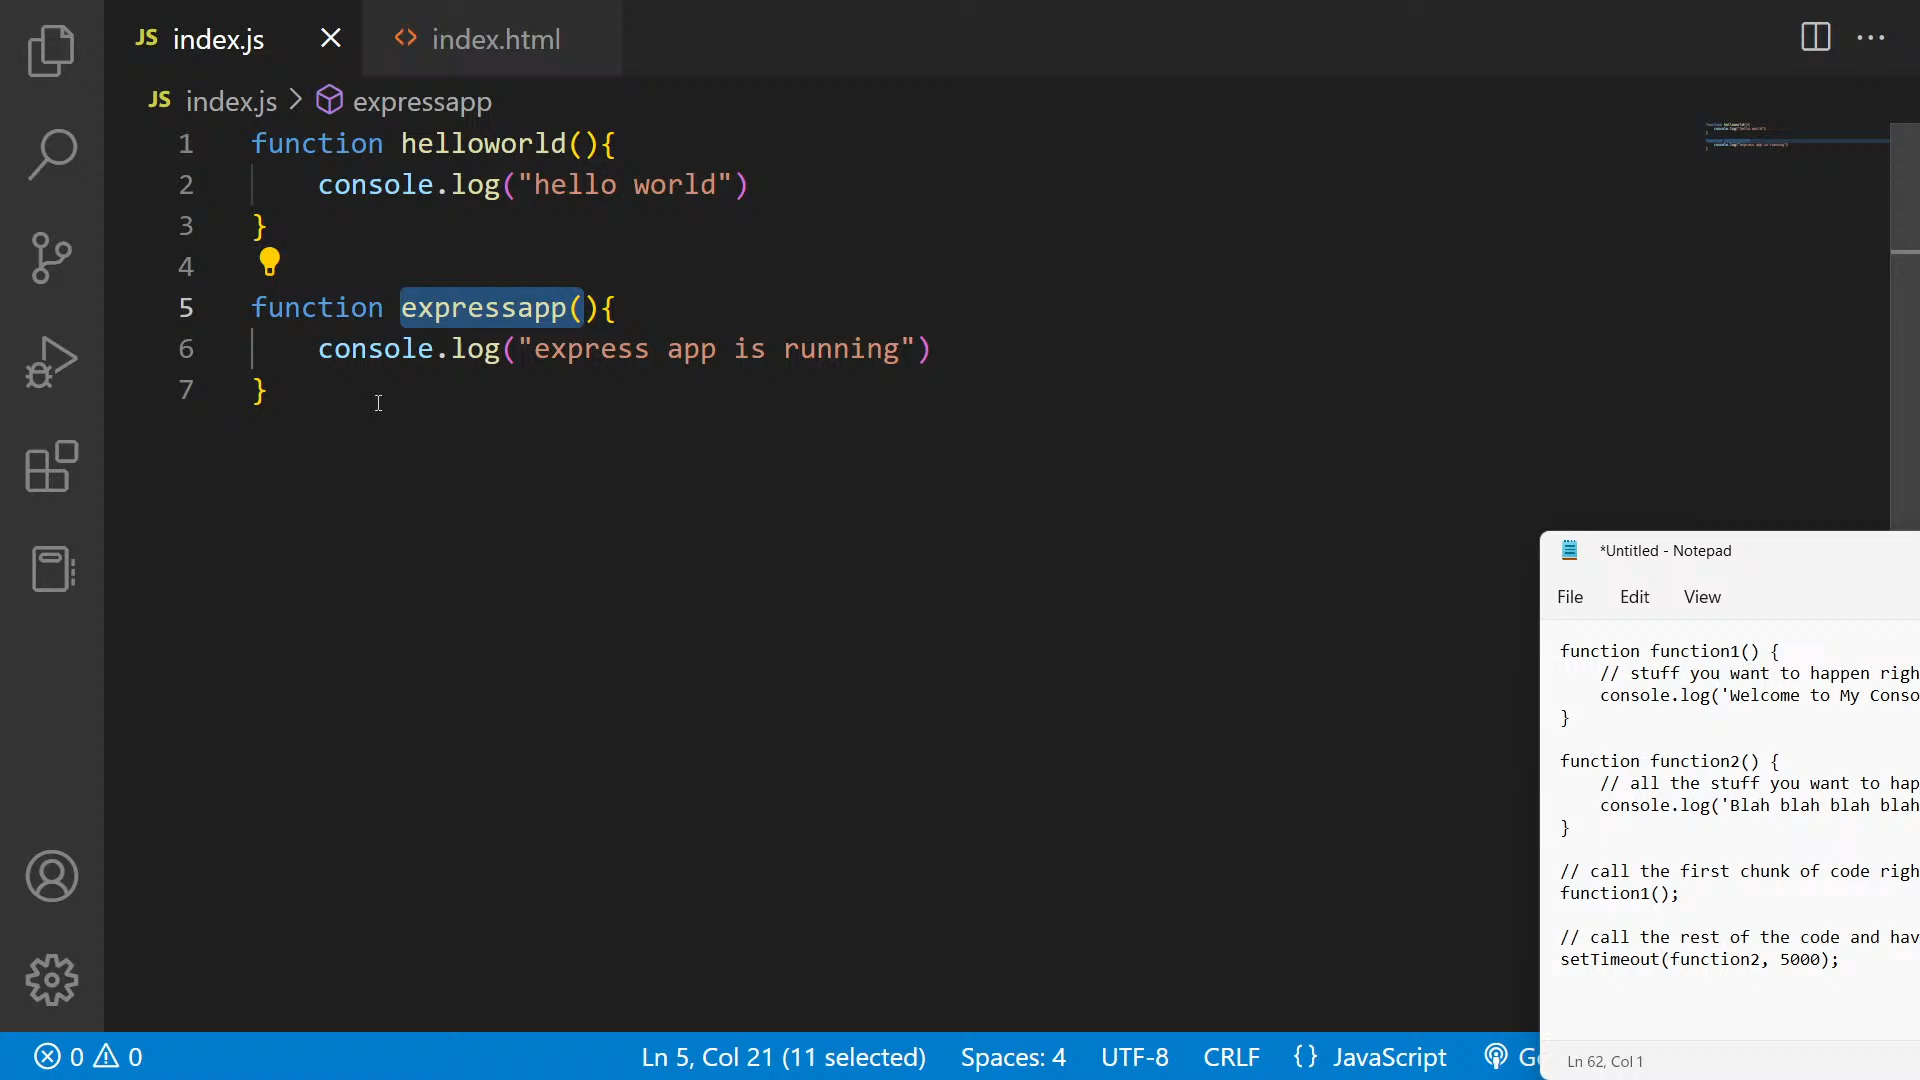 JS index.js
<> index.html
JS index.js > expressapp
1 function helloworld(){
2 console.log("hello world")
3 }
4
5 function expressapp(){
6 console.log("express app is running")
7 }
*Untitled - Notepad
File Edit View
function function1() {
// stuff you want to happen righ
console.log('Welcome to My Conso
}
function function2() {
// all the stuff you want to hap
console.log('Blah blah blah blah
}
// call the first chunk of code righ
function1();
// call the rest of the code and hav
setTimeout(function2, 5000);
Ln 62, Col 1
0 0 Ln 5, Col 21 (11 selected) Spaces: 4 UTF-8 CRLF {} JavaScript G